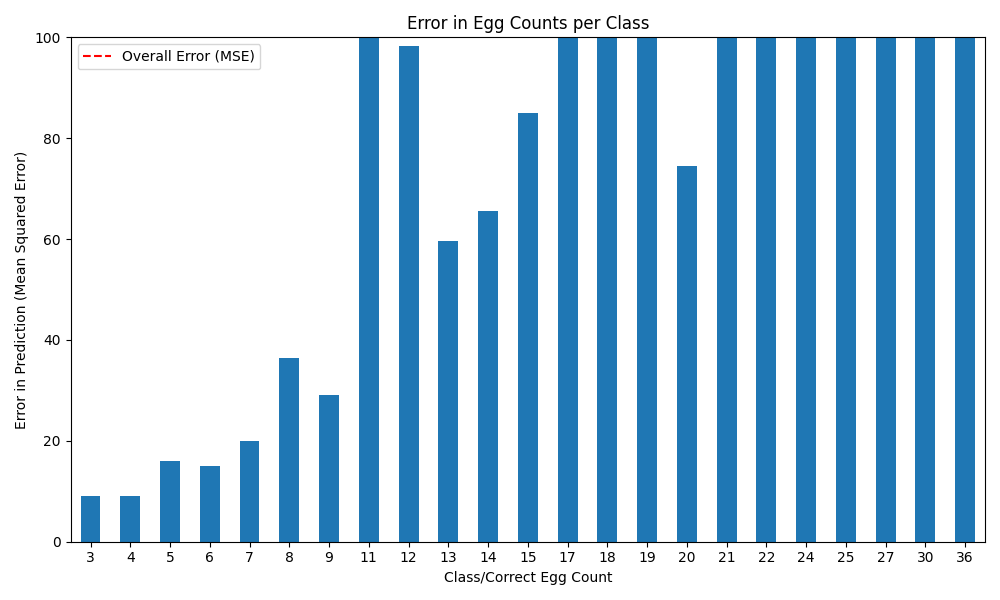 Error in Egg Counts per Class
Overall Error (MSE)
Error in Prediction (Mean Squared Error)
100
80
60
40
20
0
3 4 5 6 7 8 9 11 12 13 14 15 17 18 19 20 21 22 24 25 27 30 36
Class/Correct Egg Count